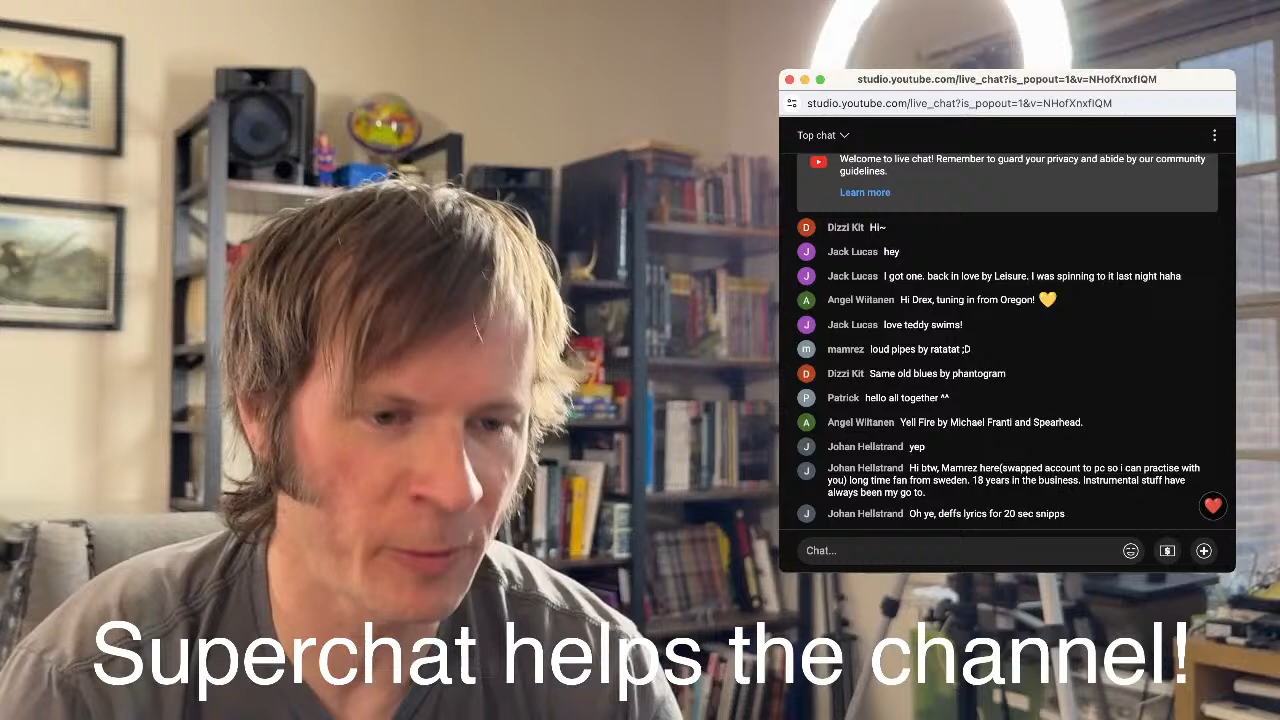 studio.youtube.com/live_chat?is_popout=1&v=NHofXnxfIQM
studio.youtube.com/live_chat?is_popout=1&v=NHofXnxfIQM
Top chat
Welcome to live chat! Remember to guard your privacy and abide by our community
guidelines.
Learn more
D Dizzi Kit Hi~
J Jack Lucas hey
J Jack Lucas I got one. back in love by Leisure. I was spinning to it last night haha
A Angel Wiitanen Hi Drex, tuning in from Oregon! 💛
J Jack Lucas love teddy swims!
m mamrez loud pipes by ratatat ;D
D Dizzi Kit Same old blues by phantogram
P Patrick hello all together ^^
A Angel Wiitanen Yell Fire by Michael Franti and Spearhead.
J Johan Hellstrand yep
J Johan Hellstrand Hi btw, Mamrez here(swapped account to pc so i can practise with
you) long time fan from sweden. 18 years in the business. Instrumental stuff have
always been my go to.
J Johan Hellstrand Oh ye, deffs lyrics for 20 sec snipps
Chat...
Superchat helps the channel!